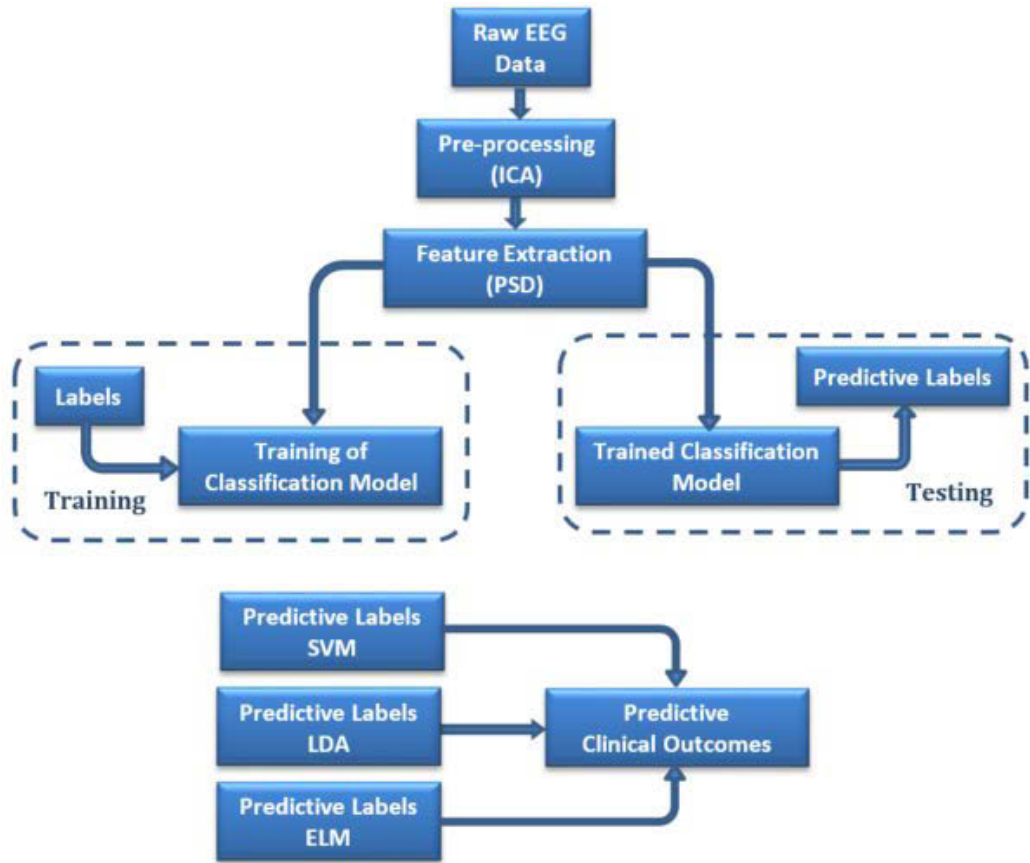 Raw EEG
Data
Pre-processing
(ICA)
Feature Extraction
(PSD)
Labels
Training of
Classification Model
Training
Predictive Labels
Trained Classification
Model
Testing
Predictive Labels
SVM
Predictive Labels
LDA
Predictive Labels
ELM
Predictive
Clinical Outcomes